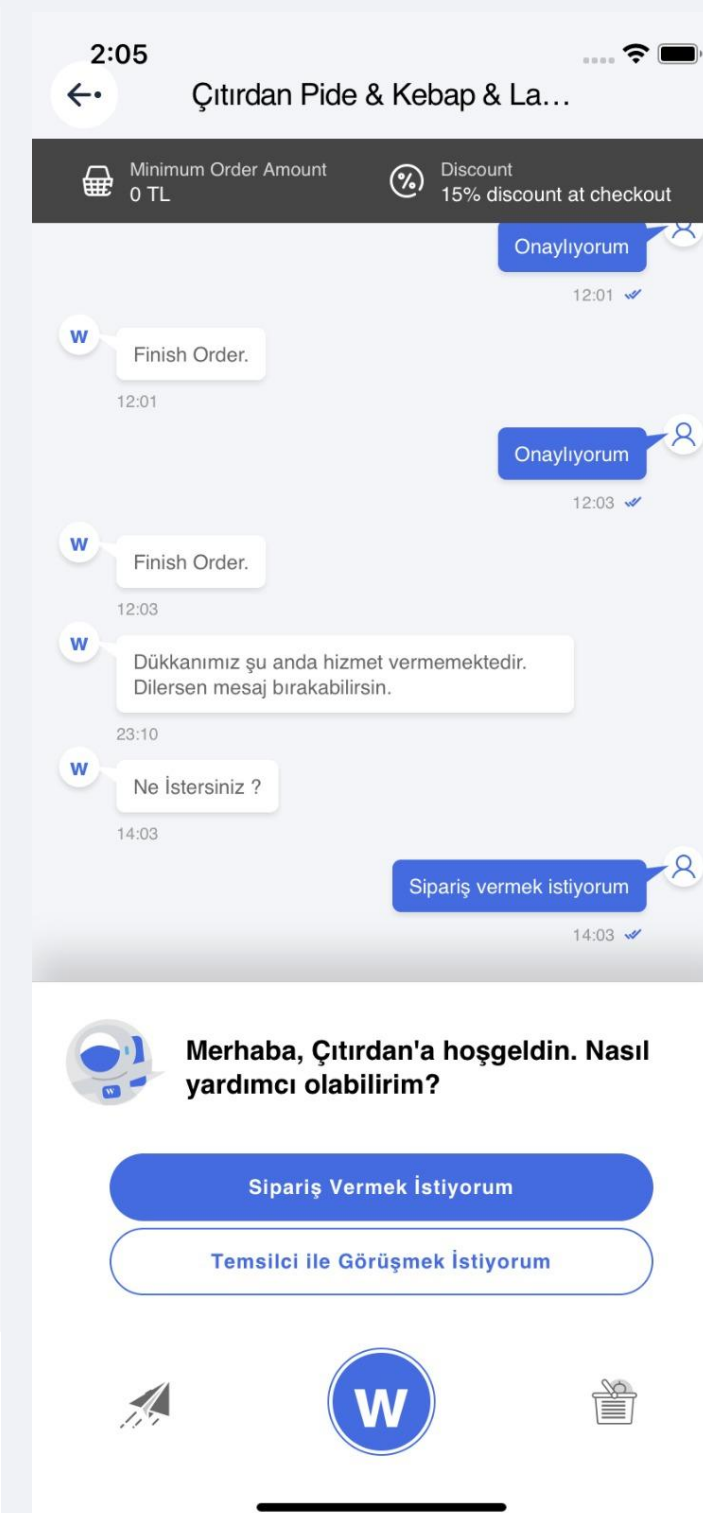 2:05
Çıtırdan Pide & Kebap & La...
Minimum Order Amount
0 TL
Discount
15% discount at checkout
Onaylıyorum
12:01
W
Finish Order.
12:01
Onaylıyorum
12:03
W
Finish Order.
12:03
W
Dükkanımız şu anda hizmet vermemektedir.
Dilersen mesaj bırakabilirsin.
23:10
W
Ne İstersiniz ?
14:03
Sipariş vermek istiyorum
14:03
Merhaba, Çıtırdan'a hoşgeldin. Nasıl
yardımcı olabilirim?
W
Sipariş Vermek İstiyorum
Temsilci ile Görüşmek İstiyorum
W